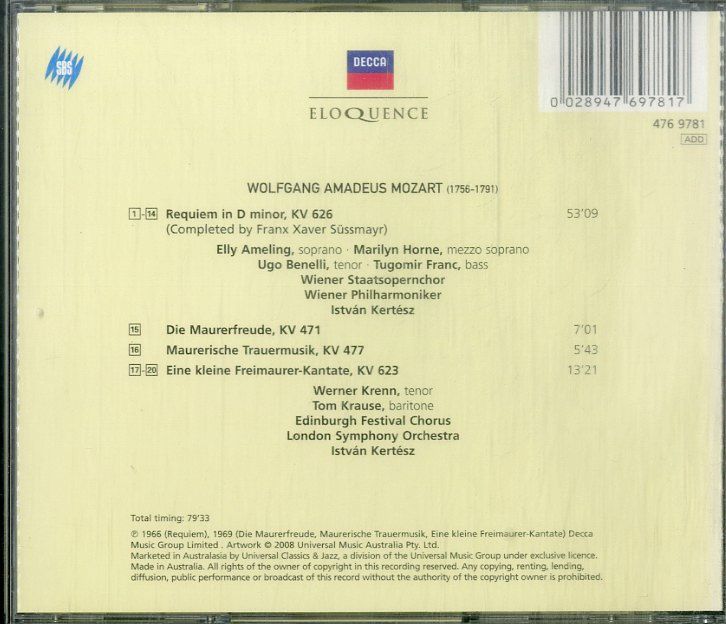 SBS
DECCA
ELOQUENCE
0 028947 697817
476 9781
ADD
WOLFGANG AMADEUS MOZART (1756-1791)
1-14 Requiem in D minor, KV 626 53'09
(Completed by Franx Xaver Süssmayr)
Elly Ameling, soprano · Marilyn Horne, mezzo soprano
Ugo Benelli, tenor · Tugomir Franc, bass
Wiener Staatsopernchor
Wiener Philharmoniker
István Kertész
15 Die Maurerfreude, KV 471 7'01
16 Maurerische Trauermusik, KV 477 5'43
17-20 Eine kleine Freimaurer-Kantate, KV 623 13'21
Werner Krenn, tenor
Tom Krause, baritone
Edinburgh Festival Chorus
London Symphony Orchestra
István Kertész
Total timing: 79'33
℗ 1966 (Requiem), 1969 (Die Maurerfreude, Maurerische Trauermusik, Eine kleine Freimaurer-Kantate) Decca
Music Group Limited . Artwork © 2008 Universal Music Australia Pty. Ltd.
Marketed in Australasia by Universal Classics & Jazz, a division of the Universal Music Group under exclusive licence.
Made in Australia. All rights of the owner of copyright in this recording reserved. Any copying, renting, lending,
diffusion, public performance or broadcast of this record without the authority of the copyright owner is prohibited.